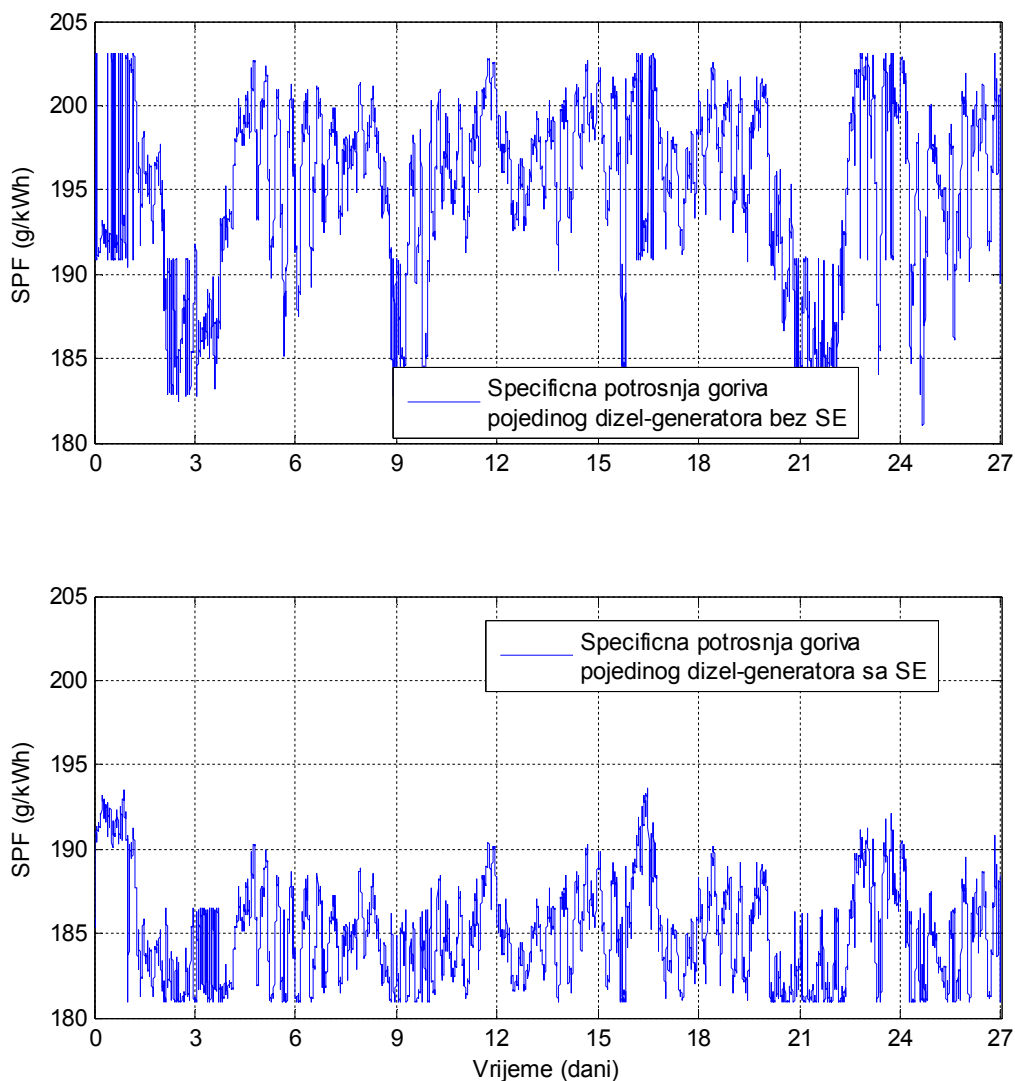 205
200
195
190
185
180
SPF (g/kWh)
Specificna potrosnja goriva
pojedinog dizel-generatora bez SE
0 3 6 9 12 15 18 21 24 27
205
200
195
190
185
180
SPF (g/kWh)
Specificna potrosnja goriva
pojedinog dizel-generatora sa SE
0 3 6 9 12 15 18 21 24 27
Vrijeme (dani)